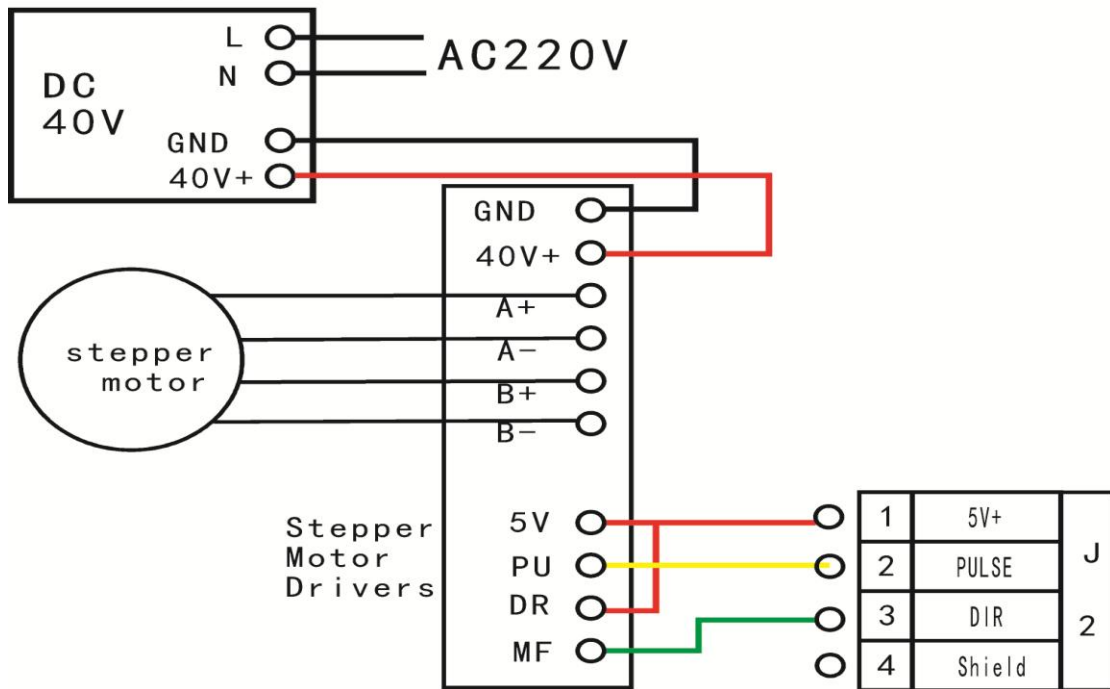 L
N
AC220V
DC
40V
GND
40V+
GND
40V+
A+
A-
B+
B-
stepper
motor
Stepper
Motor
Drivers
5V
PU
DR
MF
1 5V+
2 PULSE
3 DIR
4 Shield
J
2